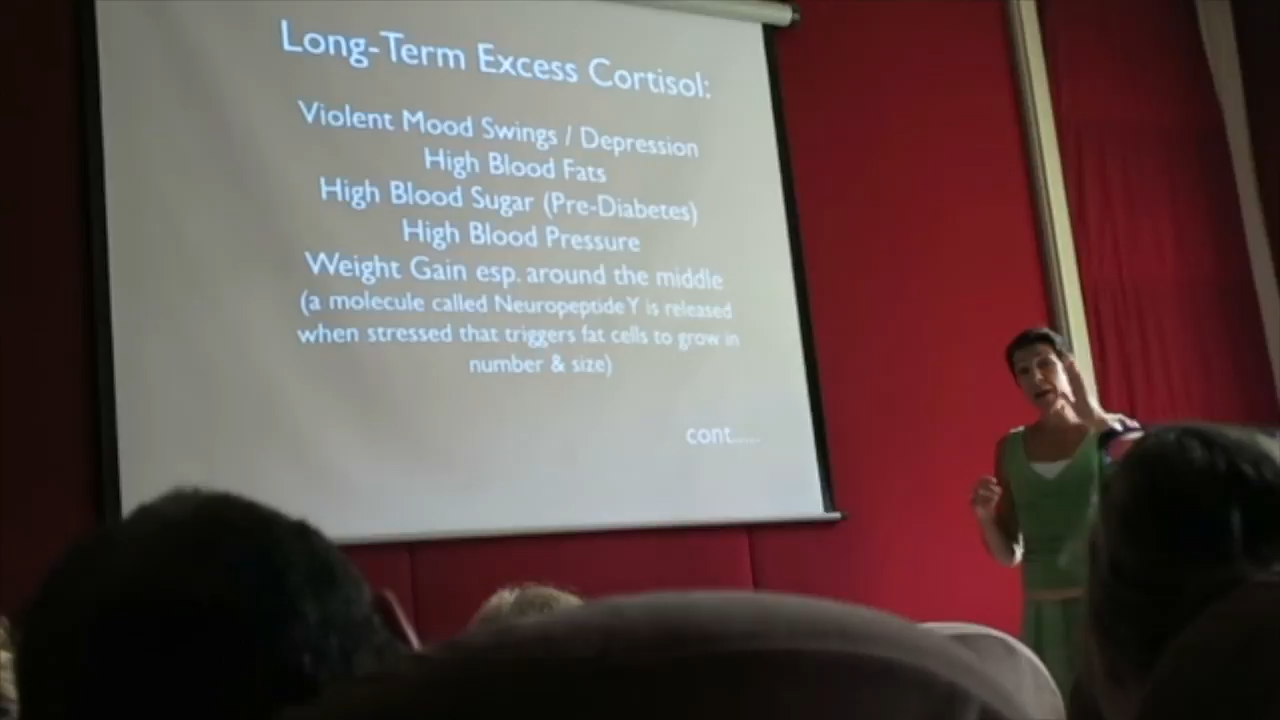 Long-Term Excess Cortisol:
Violent Mood Swings / Depression
High Blood Fats
High Blood Sugar (Pre-Diabetes)
High Blood Pressure
Weight Gain esp. around the middle
(a molecule called Neuropeptide Y is released
when stressed that triggers fat cells to grow in
number & size)
cont.....